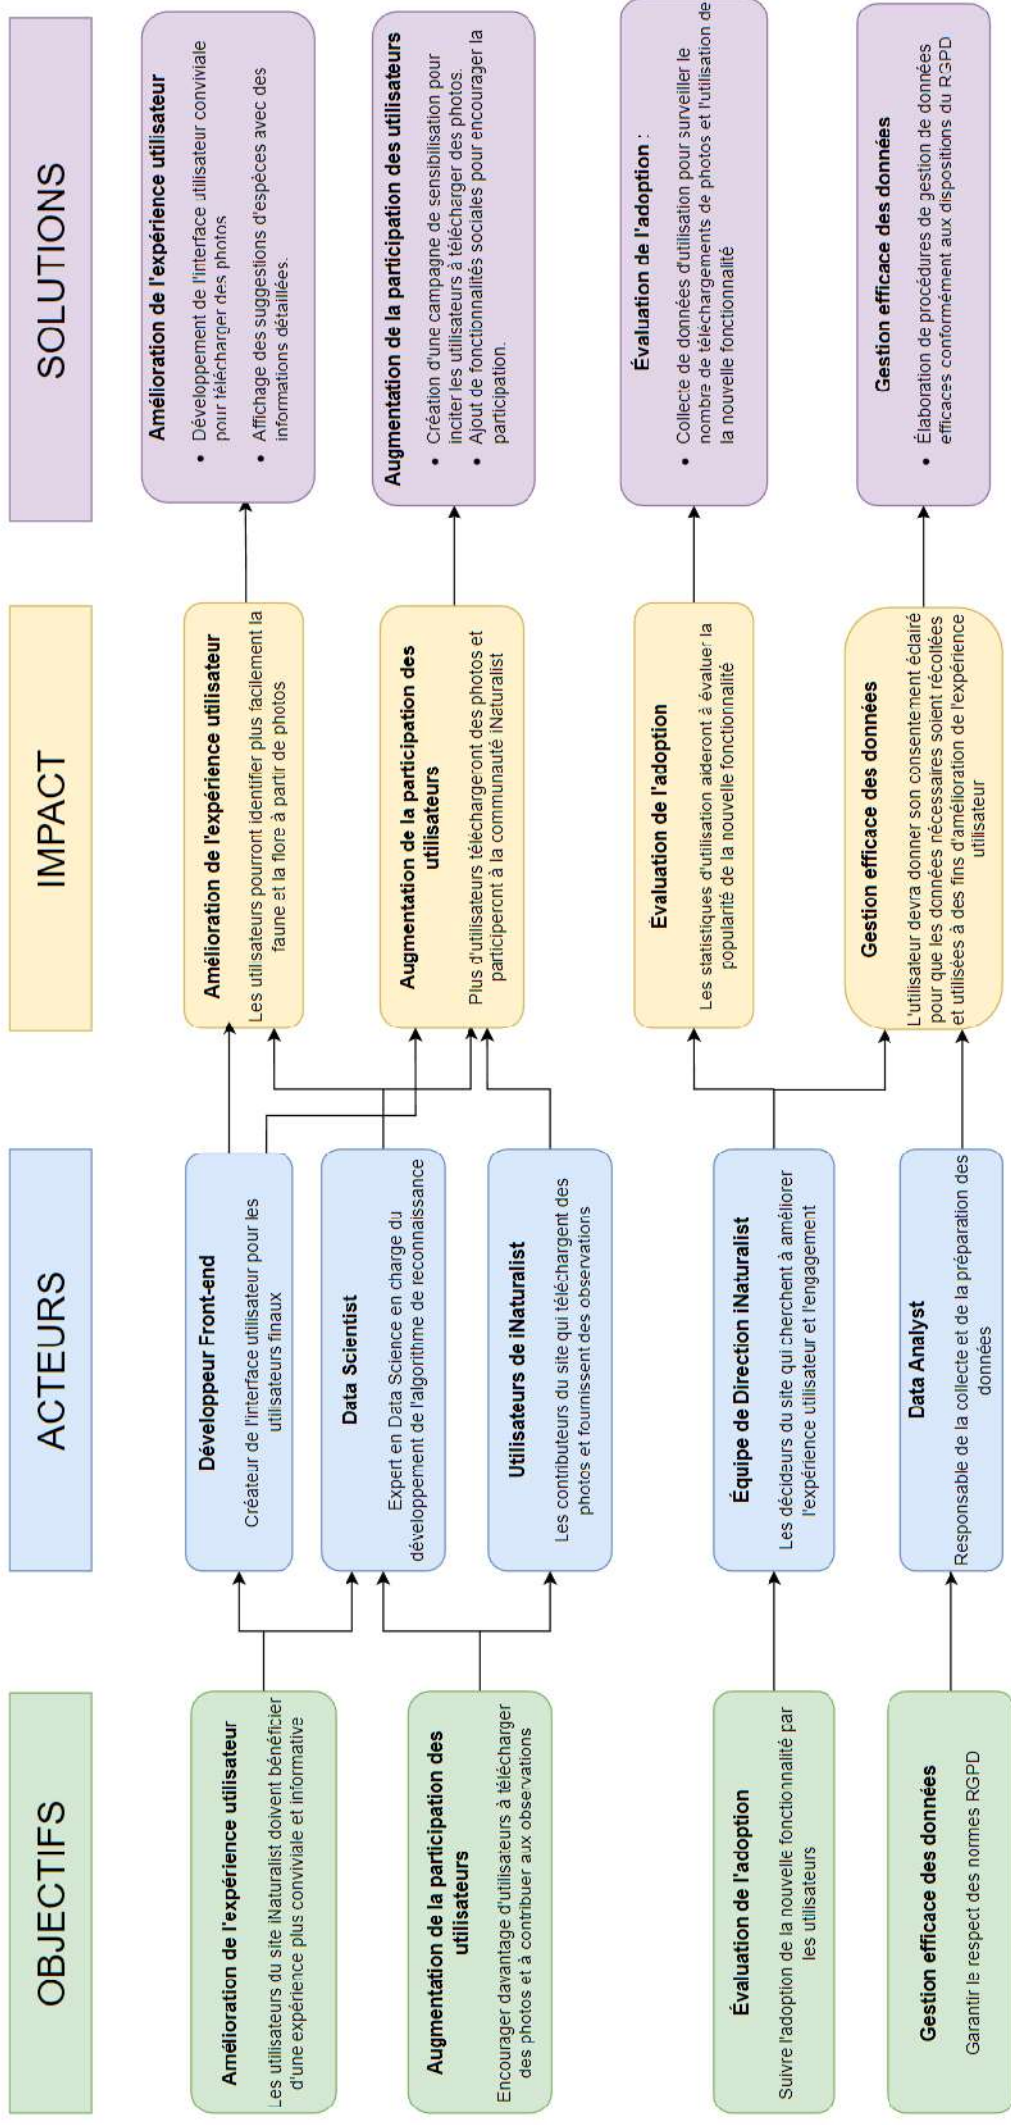 OBJECTIFS
Amélioration de l'expérience utilisateur
Les utilisateurs du site iNaturalist doivent bénéficier
d'une expérience plus conviviale et informative
Augmentation de la participation des
utilisateurs
Encourager davantage d'utilisateurs à télécharger
des photos et à contribuer aux observations
Évaluation de l'adoption
Suivre l'adoption de la nouvelle fonctionnalité par
les utilisateurs
Gestion efficace des données
Garantir le respect des normes RGPD
ACTEURS
Développeur Front-end
Créateur de l'interface utilisateur pour les
utilisateurs finaux
Data Scientist
Expert en Data Science en charge du
développement de l'algorithme de reconnaissance
Utilisateurs de iNaturalist
Les contributeurs du site qui téléchargent des
photos et fournissent des observations
Équipe de Direction iNaturalist
Les décideurs du site qui cherchent à améliorer
l'expérience utilisateur et l'engagement
Data Analyst
Responsable de la collecte et de la préparation des
données
IMPACT
Amélioration de l'expérience utilisateur
Les utilisateurs pourront identifier plus facilement la
faune et la flore à partir de photos
Augmentation de la participation des
utilisateurs
Plus d'utilisateurs téléchargeront des photos et
participeront à la communauté iNaturalist
Évaluation de l'adoption
Les statistiques d'utilisation aideront à évaluer la
popularité de la nouvelle fonctionnalité
Gestion efficace des données
L'utilisateur devra donner son consentement éclairé
pour que les données nécessaires soient récoltées
et utilisées à des fins d'amélioration de l'expérience
utilisateur
SOLUTIONS
Amélioration de l'expérience utilisateur
• Développement de l'interface utilisateur conviviale
pour télécharger des photos
• Affichage des suggestions d'espèces avec des
informations détaillées.
Augmentation de la participation des utilisateurs
• Création d'une campagne de sensibilisation pour
inciter les utilisateurs à télécharger des photos.
• Ajout de fonctionnalités sociales pour encourager la
participation.
Évaluation de l'adoption :
• Collecte de données d'utilisation pour surveiller le
nombre de téléchargements de photos et l'utilisation de
la nouvelle fonctionnalité
Gestion efficace des données
• Élaboration de procédures de gestion de données
efficaces conformément aux dispositions du RGPD